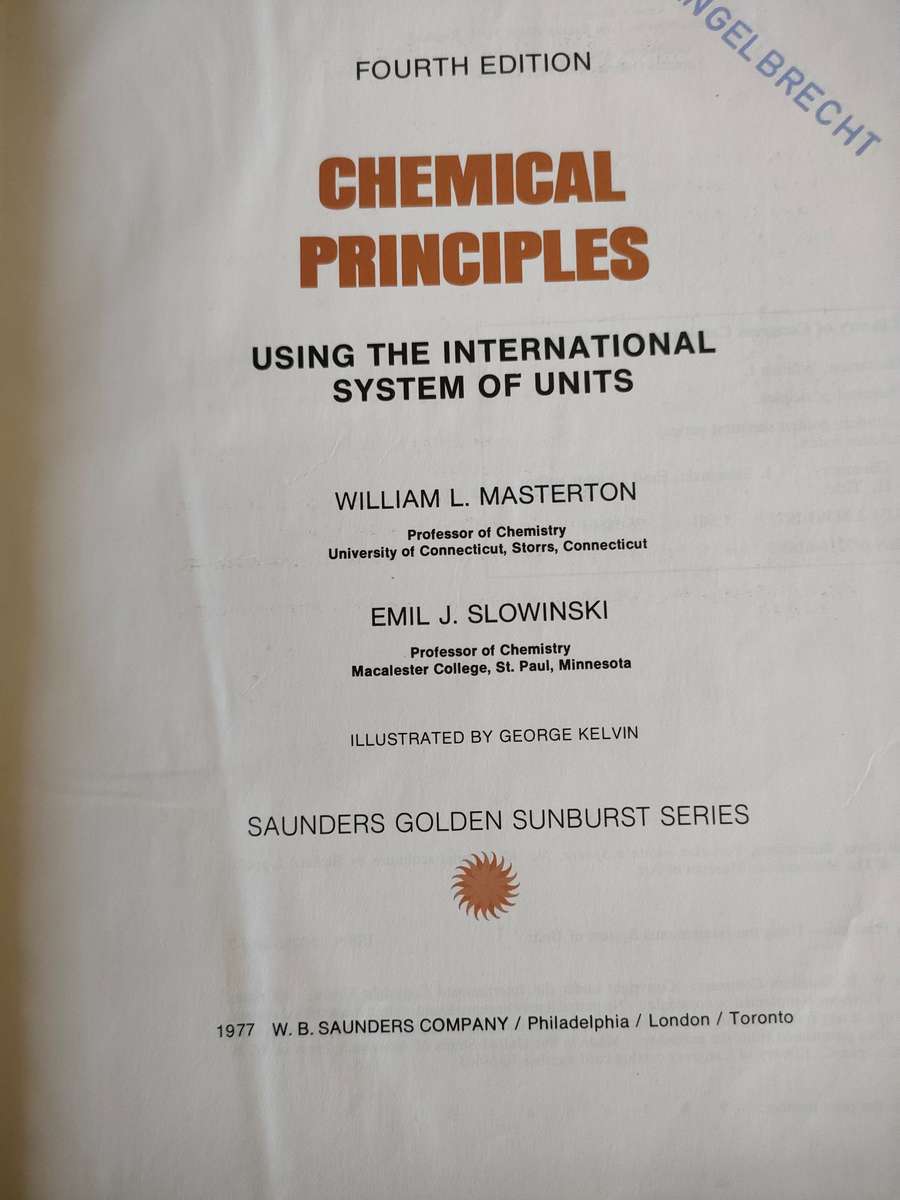 FOURTH EDITION
NGELBRECHT
CHEMICAL
PRINCIPLES
USING THE INTERNATIONAL
SYSTEM OF UNITS
WILLIAM L. MASTERTON
Professor of Chemistry
University of Connecticut, Storrs, Connecticut
EMIL J. SLOWINSKI
Professor of Chemistry
Macalester College, St. Paul, Minnesota
ILLUSTRATED BY GEORGE KELVIN
SAUNDERS GOLDEN SUNBURST SERIES
1977 W. B. SAUNDERS COMPANY / Philadelphia / London / Toronto